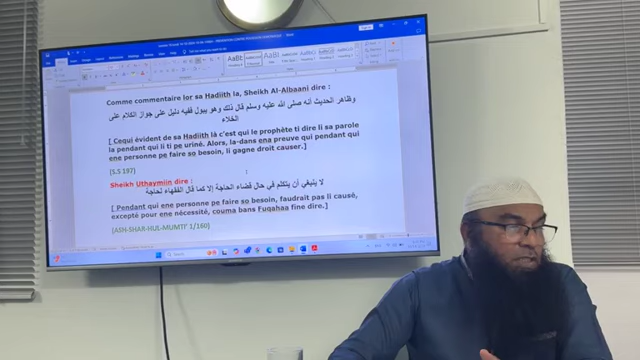 Comme commentaire lor sa Hadiith la, Sheikh Al-Albaani dire :
وظاهر الحديث أنه صلى الله عليه وسلم قال ذلك وهو يبول ففيه دليل على جواز الكلام على
الخلاء
[ Cequi évident de sa Hadiith là c'est qui le prophète ti dire li sa parole
la pendant qui li ti pe uriné. Alors, la-dans ena preuve qui pendant qui
ene personne pe faire so besoin, li gagne droit causer.]
(S.S 197)
Sheikh Uthaymiin dire :
لا ينبغي أن يتكلم في حال قضاء الحاجة إلا كما قال الفقهاء لحاجة
[ Pendant qui ene personne pe faire so besoin, faudrait pas li causé,
excepté pour ene nécessité, couma bans Fuqahaa fine dire.]
(ASH-SHAR-HUL-MUMTI' 1/160)